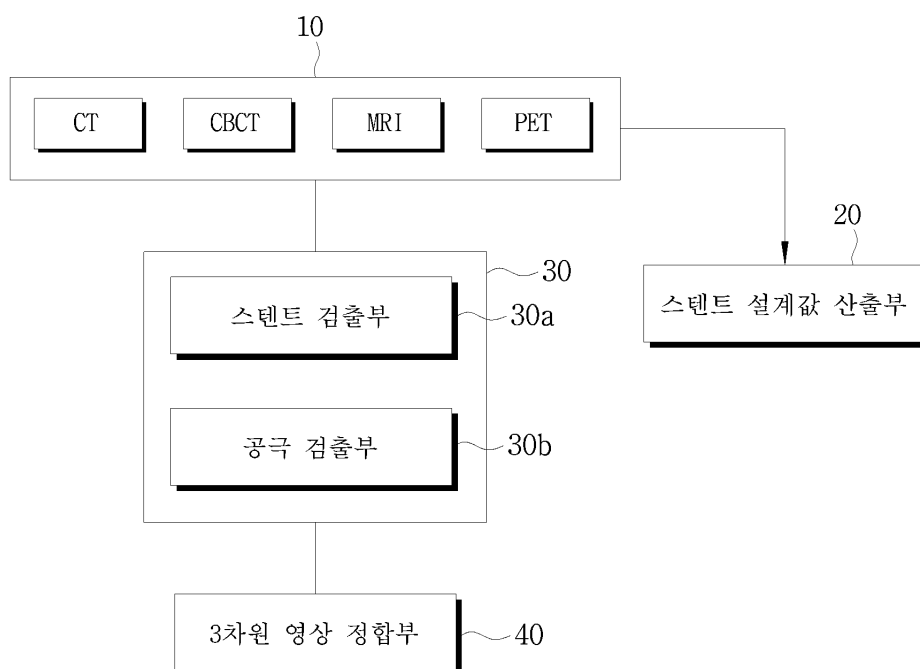 10
CT CBCT MRI PET
20
스텐트 설계값 산출부
30
스텐트 검출부
30a
공극 검출부
30b
3차원 영상 정합부
40